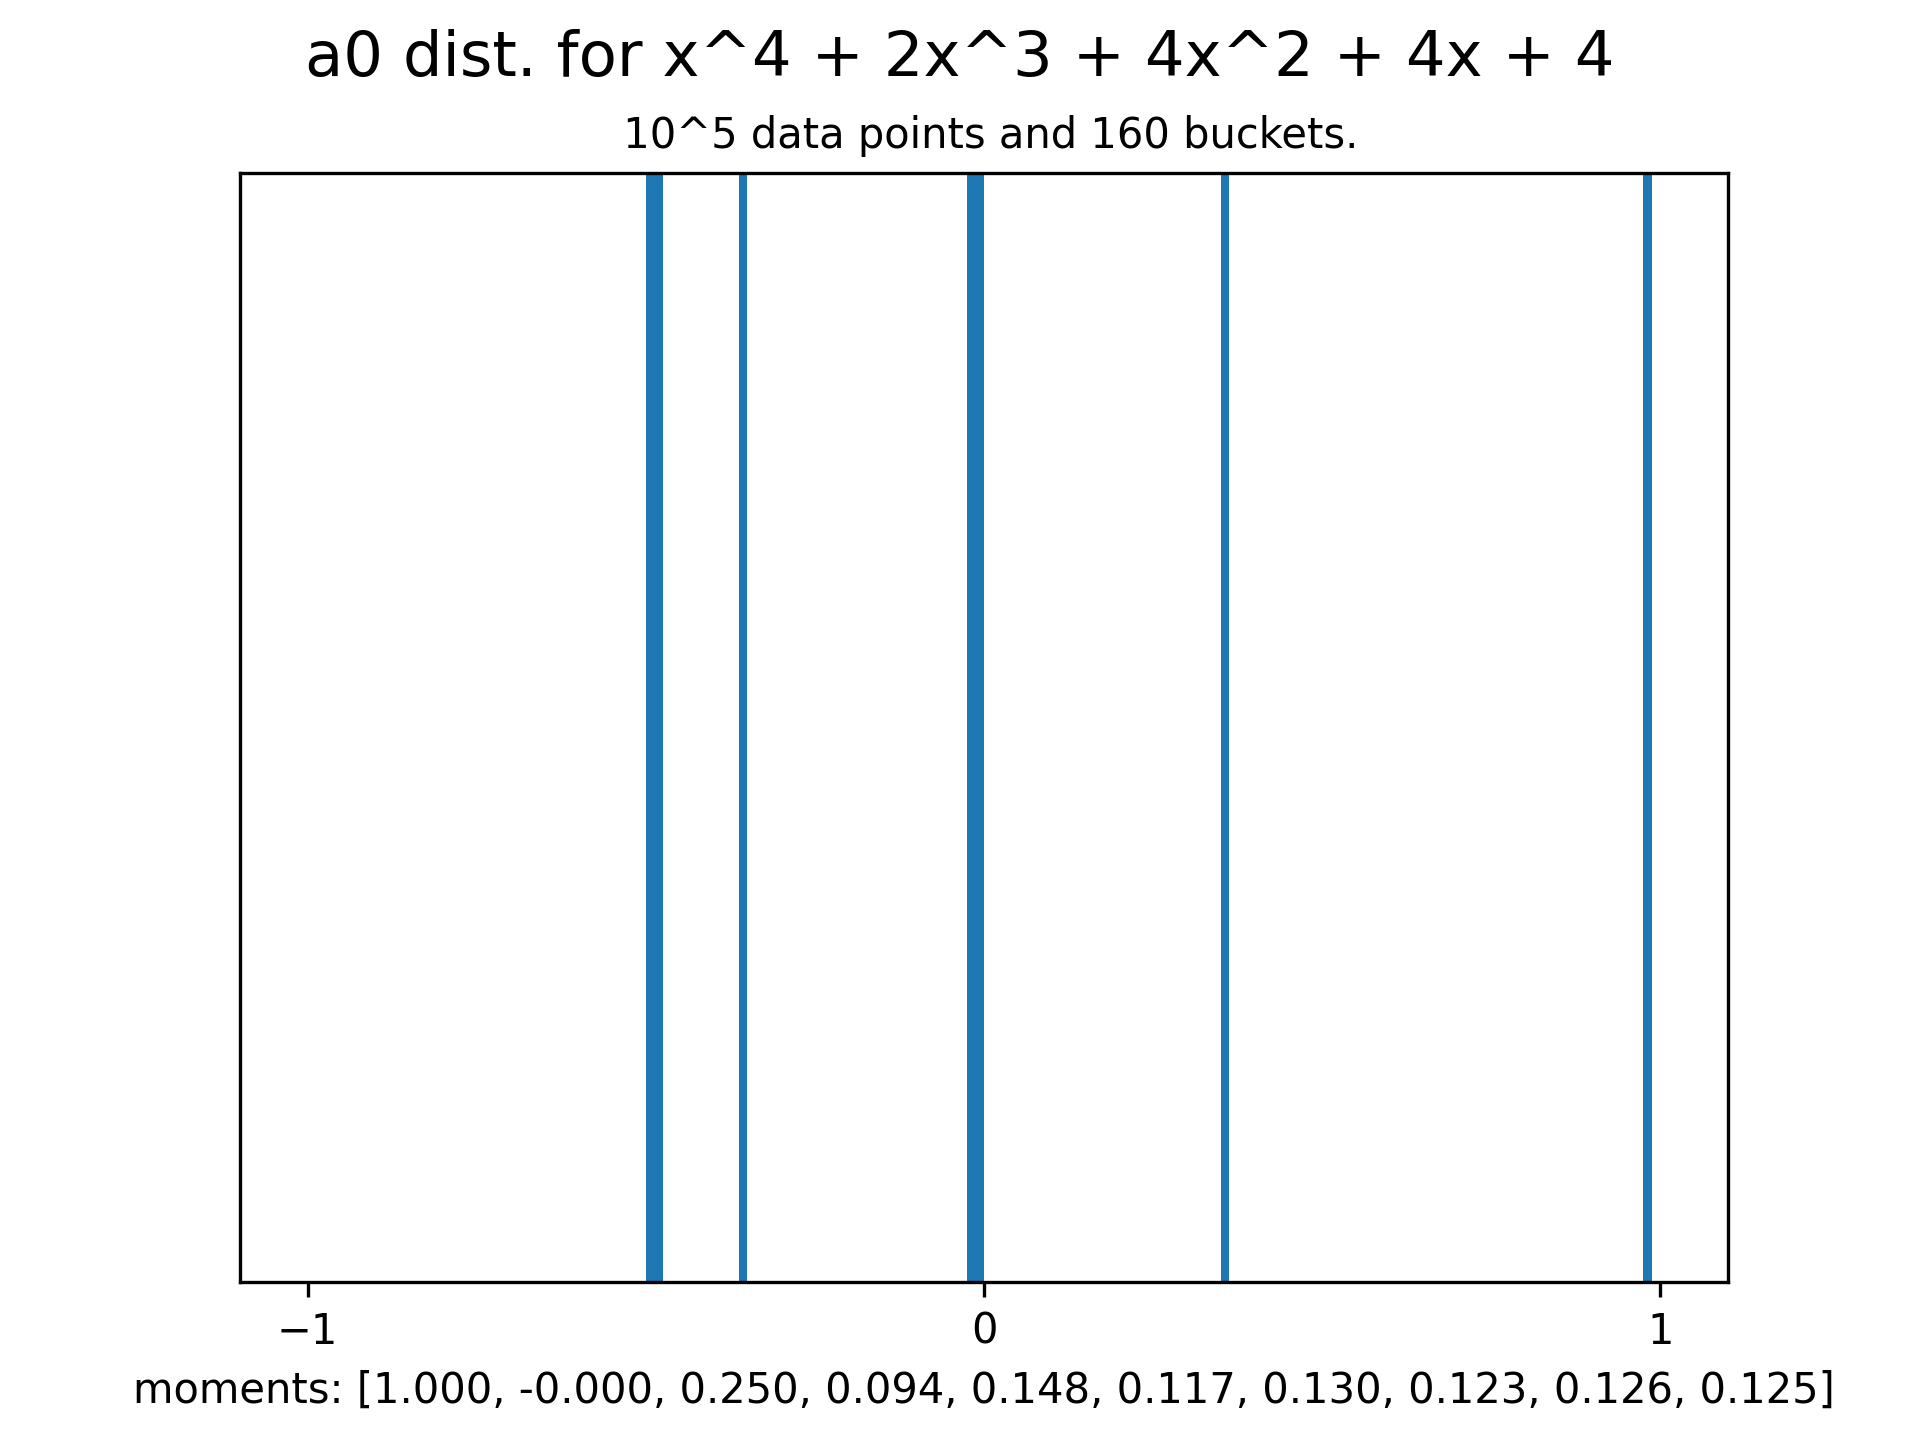 a0 dist. for x^4 + 2x^3 + 4x^2 + 4x + 4
10^5 data points and 160 buckets.
−1 0 1
moments: [1.000, -0.000, 0.250, 0.094, 0.148, 0.117, 0.130, 0.123, 0.126, 0.125]